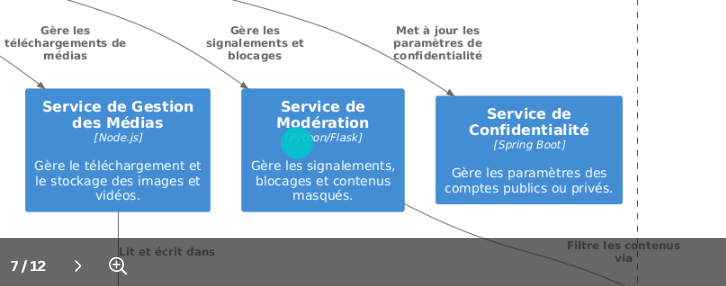 Gère les
téléchargements de
médias
Gère les
signalements et
blocages
Met à jour les
paramètres de
confidentialité
Service de Gestion
des Médias
[Node.js]
Gère le téléchargement et
le stockage des images et
vidéos.
Service de
Modération
[Python/Flask]
Gère les signalements,
blocages et contenus
masqués.
Service de
Confidentialité
[Spring Boot]
Gère les paramètres des
comptes publics ou privés.
Lit et écrit dans
Filtre les contenus
via
7 / 12